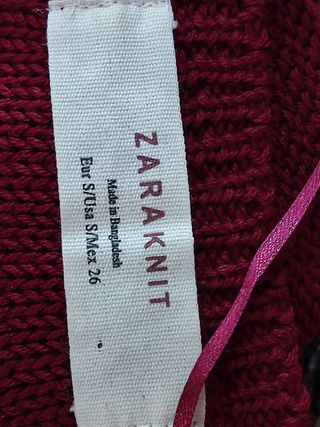 ZARAKNIT
Made in Bangladesh
Eur S/Usa S/Mex 26